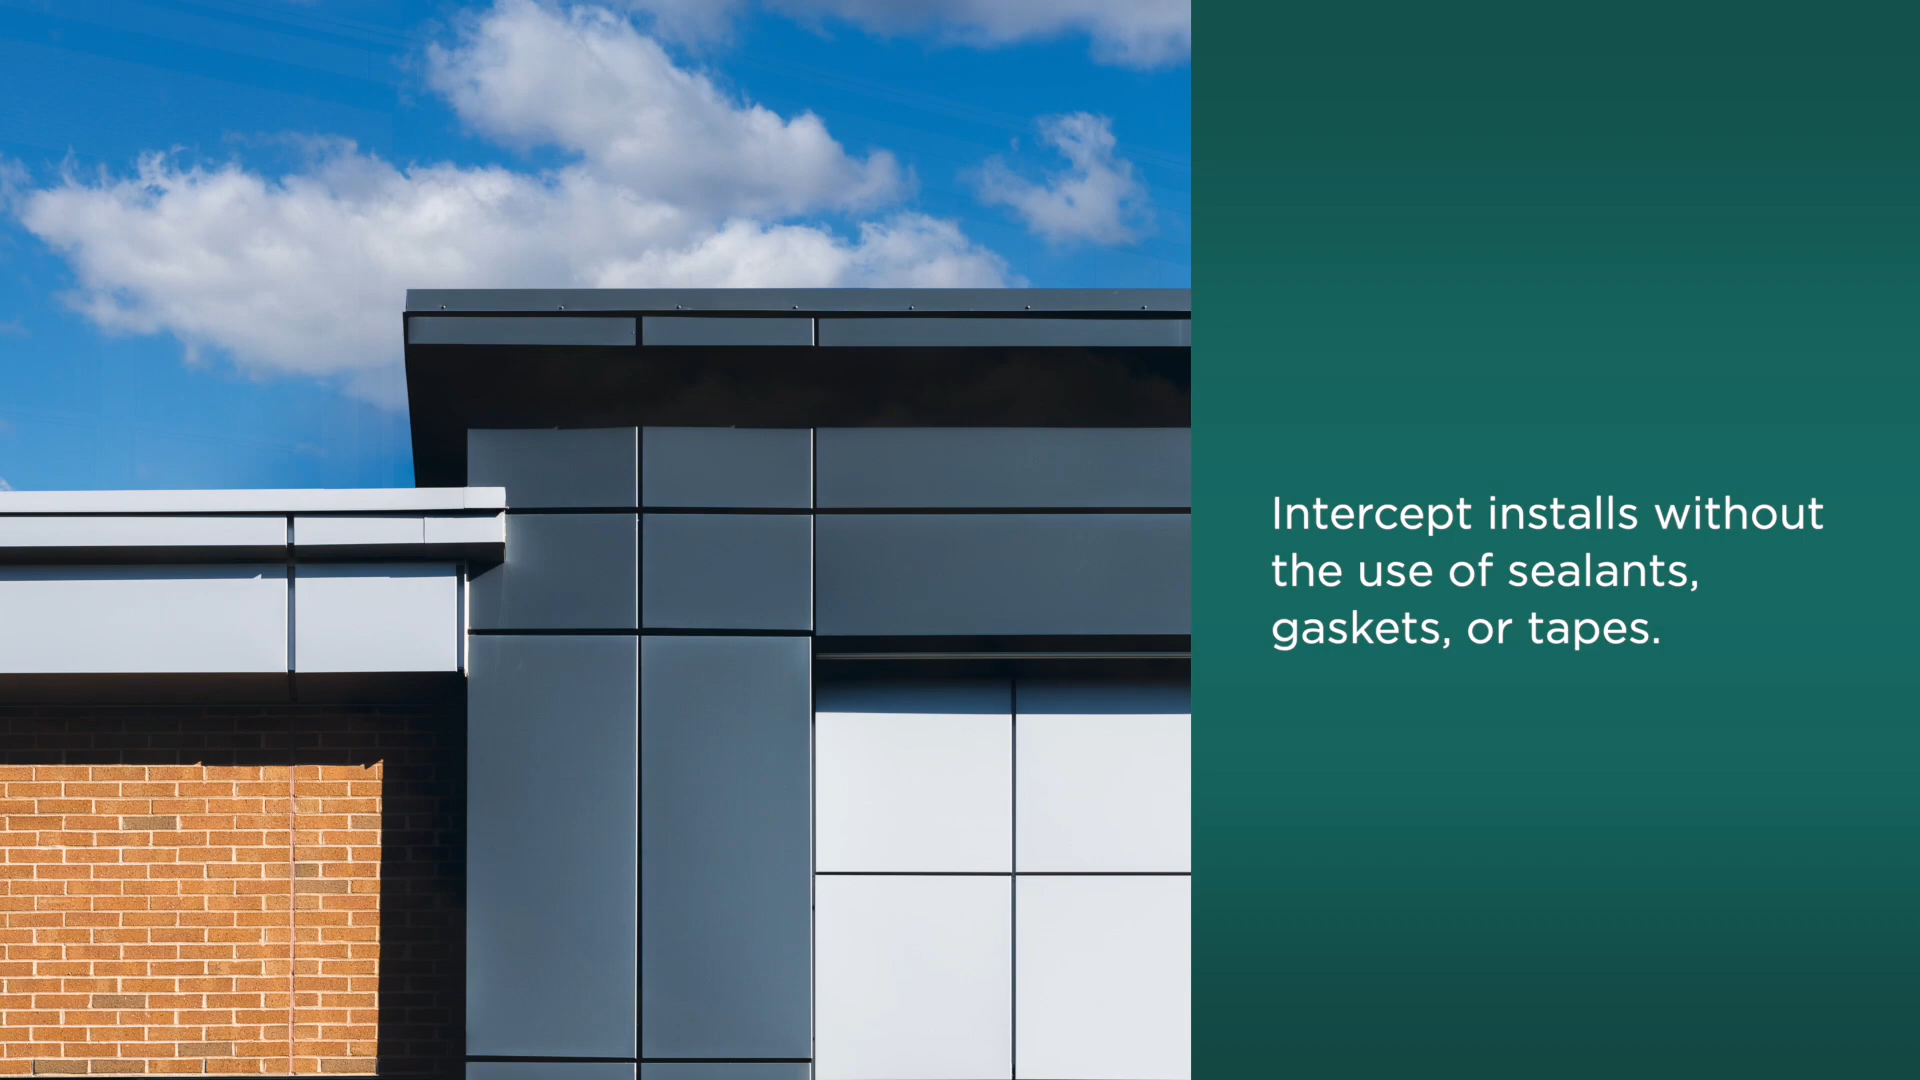 Intercept installs without
the use of sealants,
gaskets, or tapes.